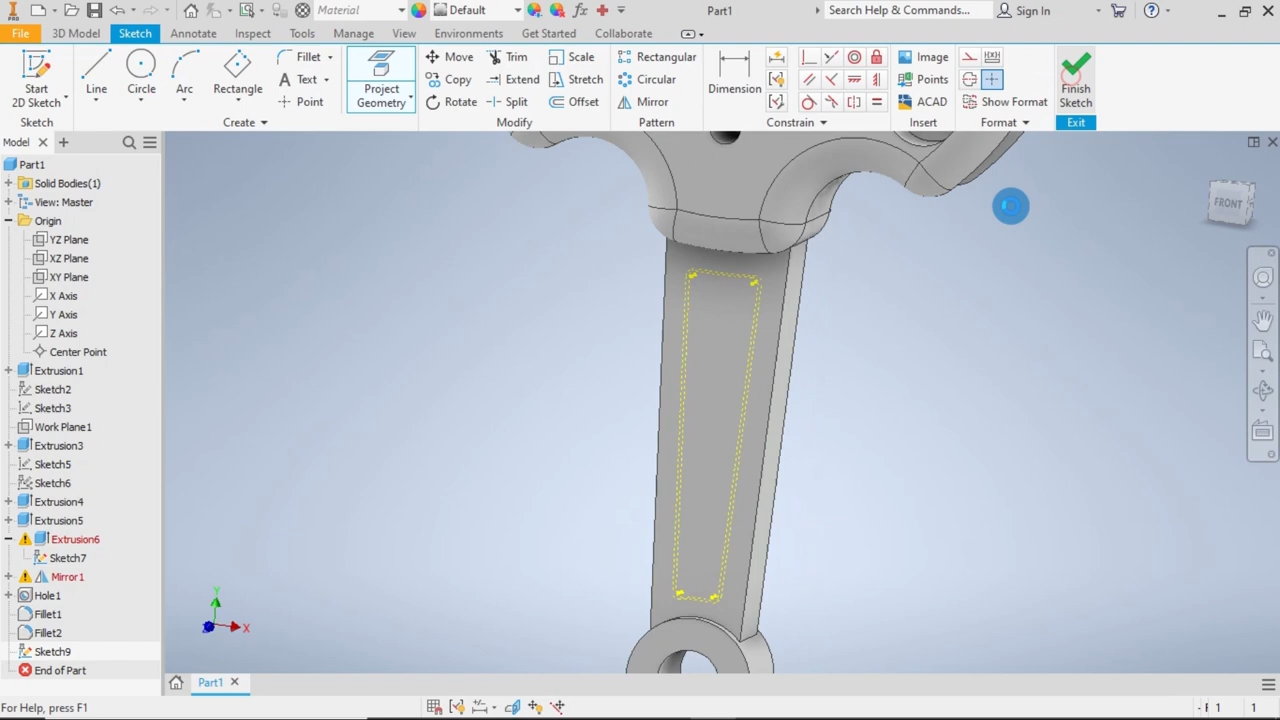 PRO
Material
Default
fx
Part1
Search Help & Commands...
Sign In
File
3D Model
Sketch
Annotate
Inspect
Tools
Manage
View
Environments
Get Started
Collaborate
Start
2D Sketch
Line
Circle
Arc
Rectangle
Fillet
Text
Point
Project
Geometry
Move
Copy
Rotate
Trim
Extend
Split
Scale
Stretch
Offset
Rectangular
Circular
Mirror
Dimension
Image
Points
ACAD
Show Format
Finish
Sketch
Sketch
Create
Modify
Pattern
Constrain
Insert
Format
Exit
Model
Part1
Solid Bodies(1)
View: Master
Origin
YZ Plane
XZ Plane
XY Plane
X Axis
Y Axis
Z Axis
Center Point
Extrusion1
Sketch2
Sketch3
Work Plane1
Extrusion3
Sketch5
Sketch6
Extrusion4
Extrusion5
Extrusion6
Sketch7
Mirror1
Hole1
Fillet1
Fillet2
Sketch9
End of Part
FRONT
Y
X
Part1
For Help, press F1
1
1